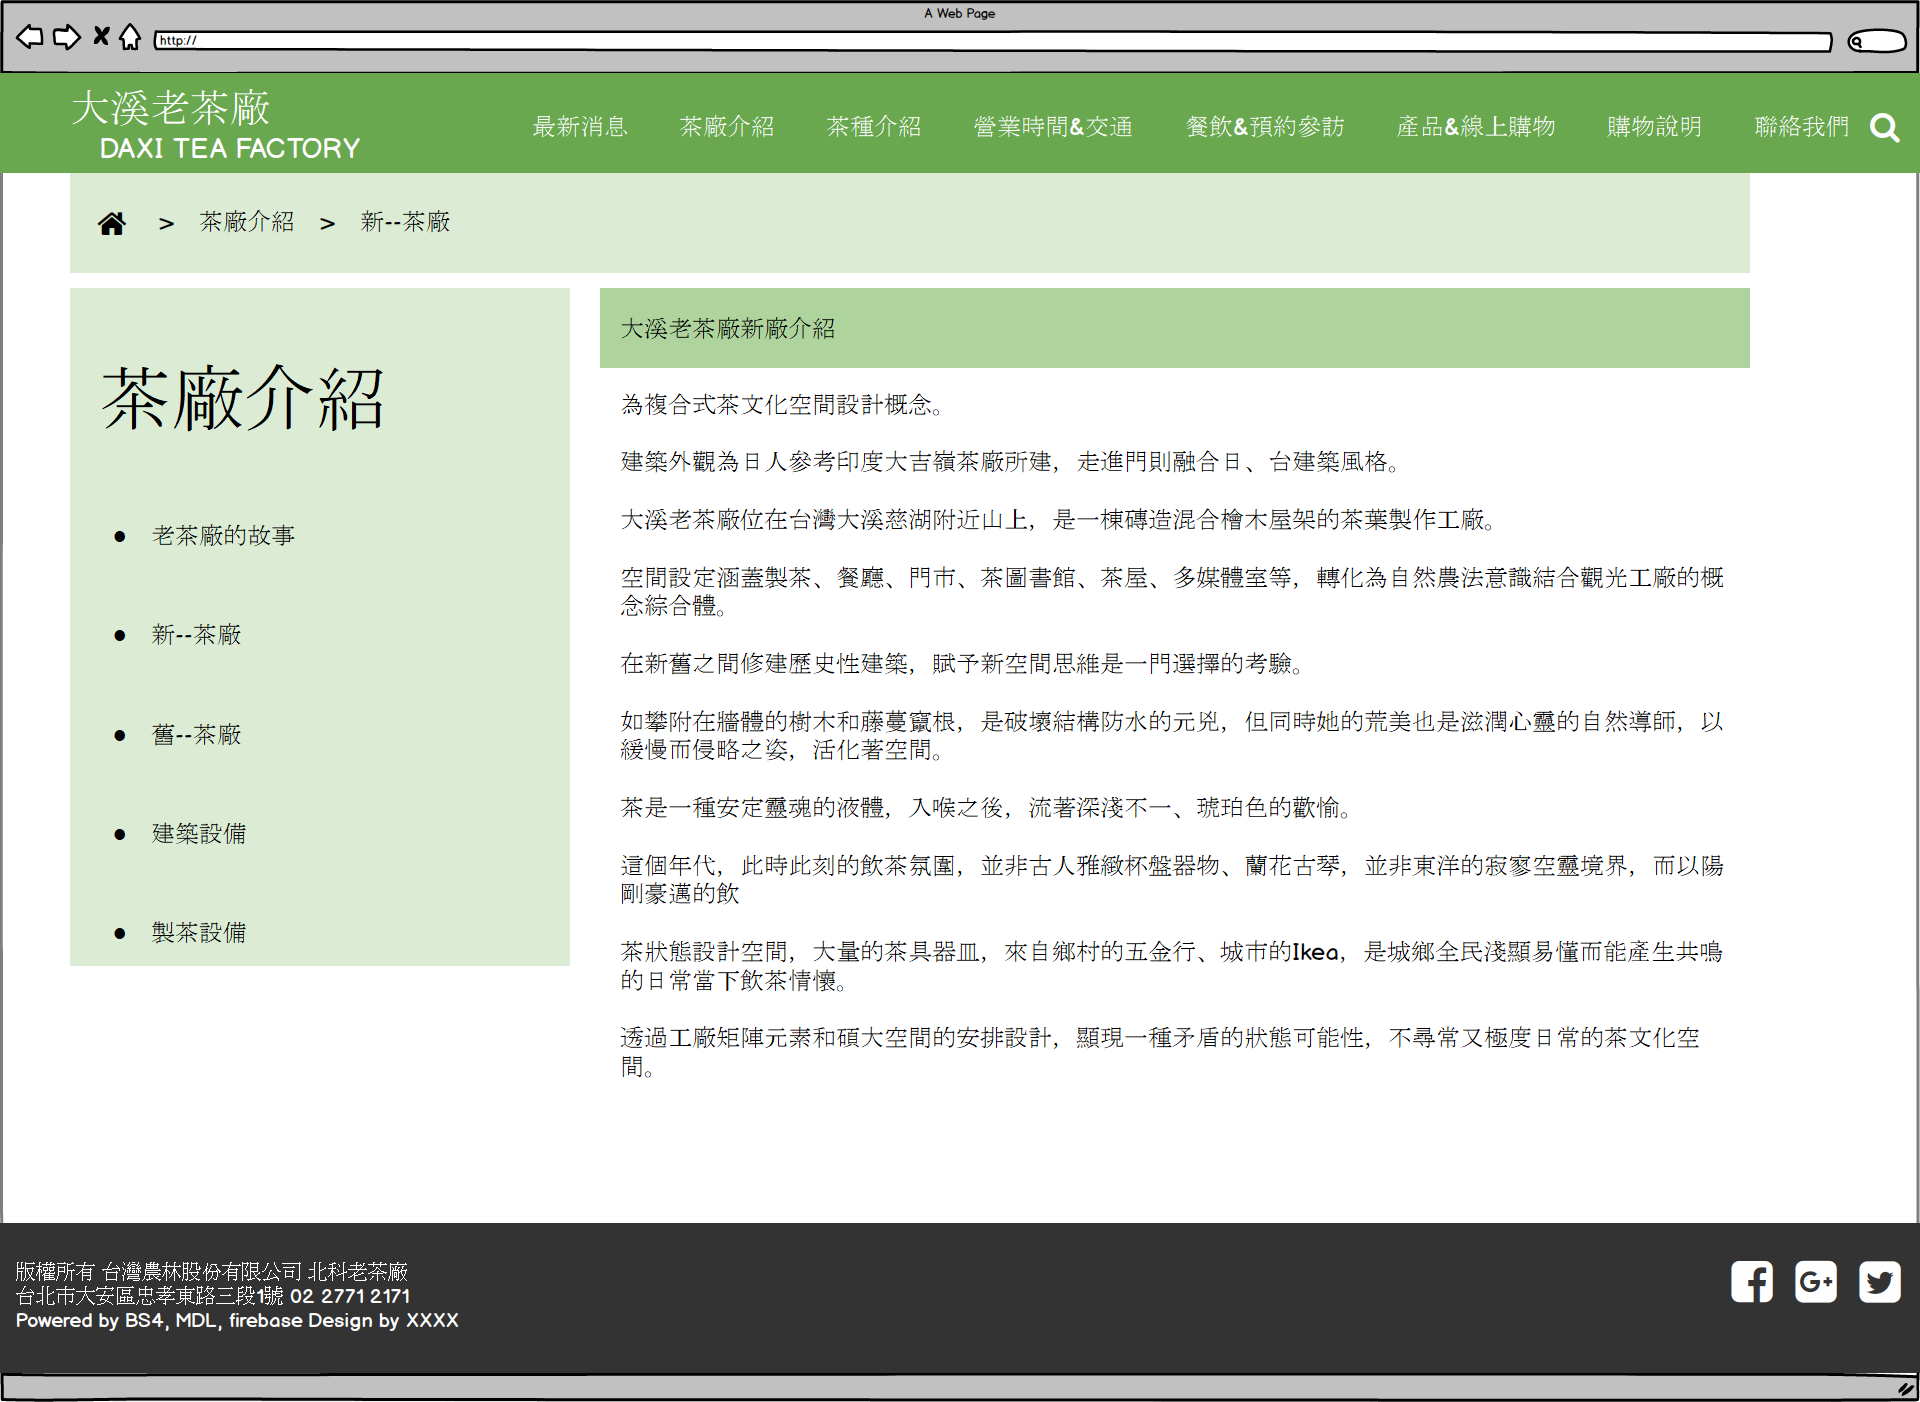 A Web Page
http://
大溪老茶廠
DAXI TEA FACTORY
最新消息 茶廠介紹 茶種介紹 營業時間&交通 餐飲&預約參訪 產品&線上購物 購物說明 聯絡我們
> 茶廠介紹 > 新--茶廠
茶廠介紹
● 老茶廠的故事
● 新--茶廠
● 舊--茶廠
● 建築設備
● 製茶設備
大溪老茶廠新廠介紹
為複合式茶文化空間設計概念。
建築外觀為日人參考印度大吉嶺茶廠所建，走進門則融合日、台建築風格。
大溪老茶廠位在台灣大溪慈湖附近山上，是一棟磚造混合檜木屋架的茶葉製作工廠。
空間設定涵蓋製茶、餐廳、門市、茶圖書館、茶屋、多媒體室等，轉化為自然農法意識結合觀光工廠的概
念綜合體。
在新舊之間修建歷史性建築，賦予新空間思維是一門選擇的考驗。
如攀附在牆體的樹木和藤蔓竄根，是破壞結構防水的元兇，但同時她的荒美也是滋潤心靈的自然導師，以
緩慢而侵略之姿，活化著空間。
茶是一種安定靈魂的液體，入喉之後，流著深淺不一、琥珀色的歡愉。
這個年代，此時此刻的飲茶氛圍，並非古人雅緻杯盤器物、蘭花古琴，並非東洋的寂寥空靈境界，而以陽
剛豪邁的飲
茶狀態設計空間，大量的茶具器皿，來自鄉村的五金行、城市的Ikea，是城鄉全民淺顯易懂而能產生共鳴
的日常當下飲茶情懷。
透過工廠矩陣元素和碩大空間的安排設計，顯現一種矛盾的狀態可能性，不尋常又極度日常的茶文化空
間。
版權所有 台灣農林股份有限公司 北科老茶廠
台北市大安區忠孝東路三段1號 02 2771 2171
Powered by BS4, MDL, firebase Design by XXXX